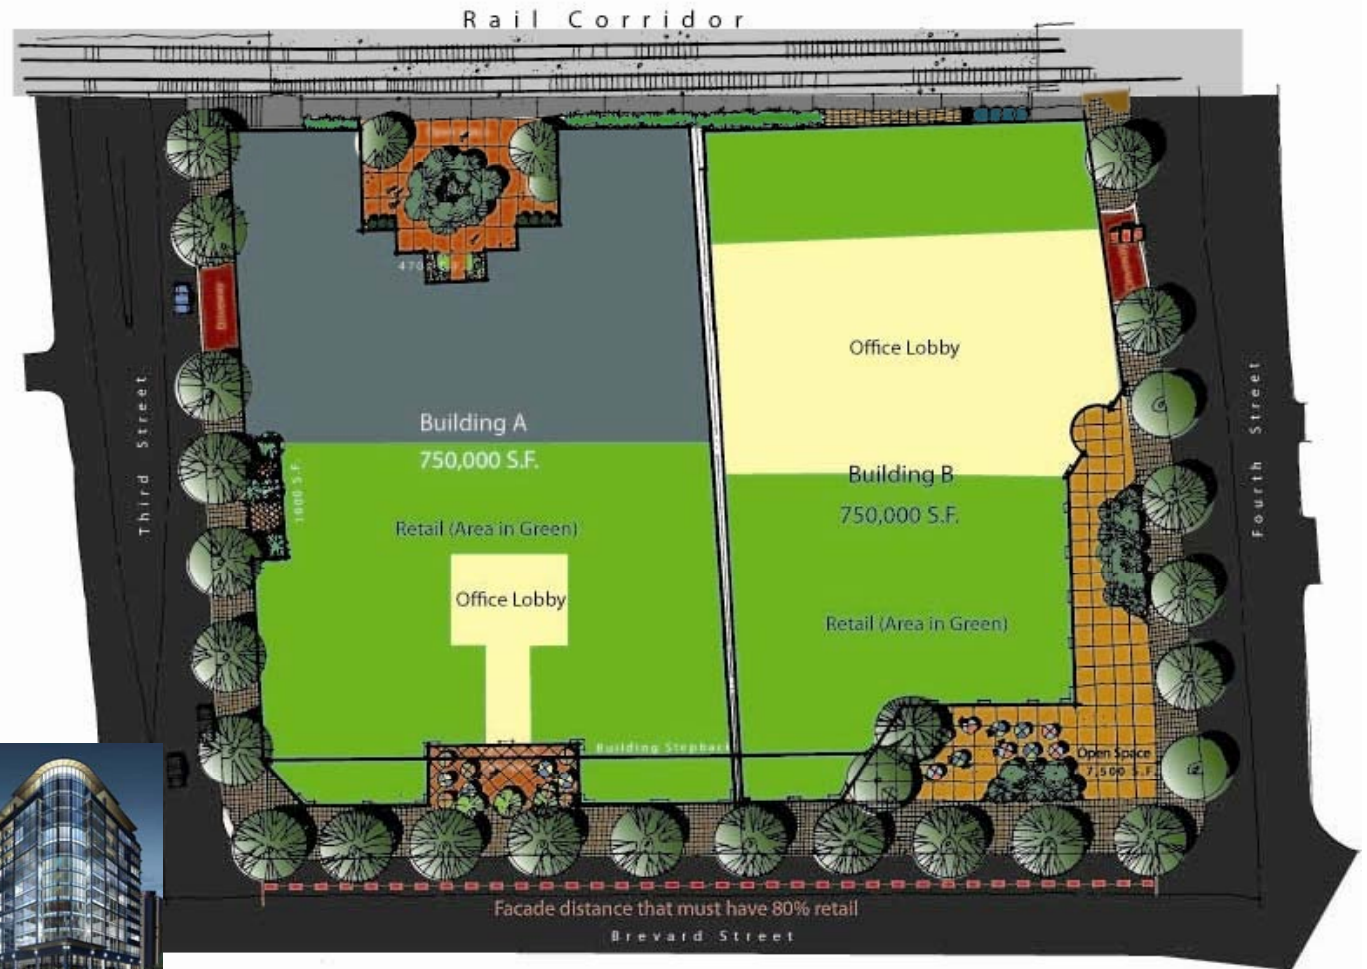 Rail Corridor
Office Lobby
Building A
750,000 S.F.
Building B
750,000 S.F.
1000 S.F.
Retail (Area in Green)
Office Lobby
Retail (Area in Green)
Building Stepback
Open Space
7,500 S.F.
Third Street
Fourth Street
Facade distance that must have 80% retail
Brevard Street